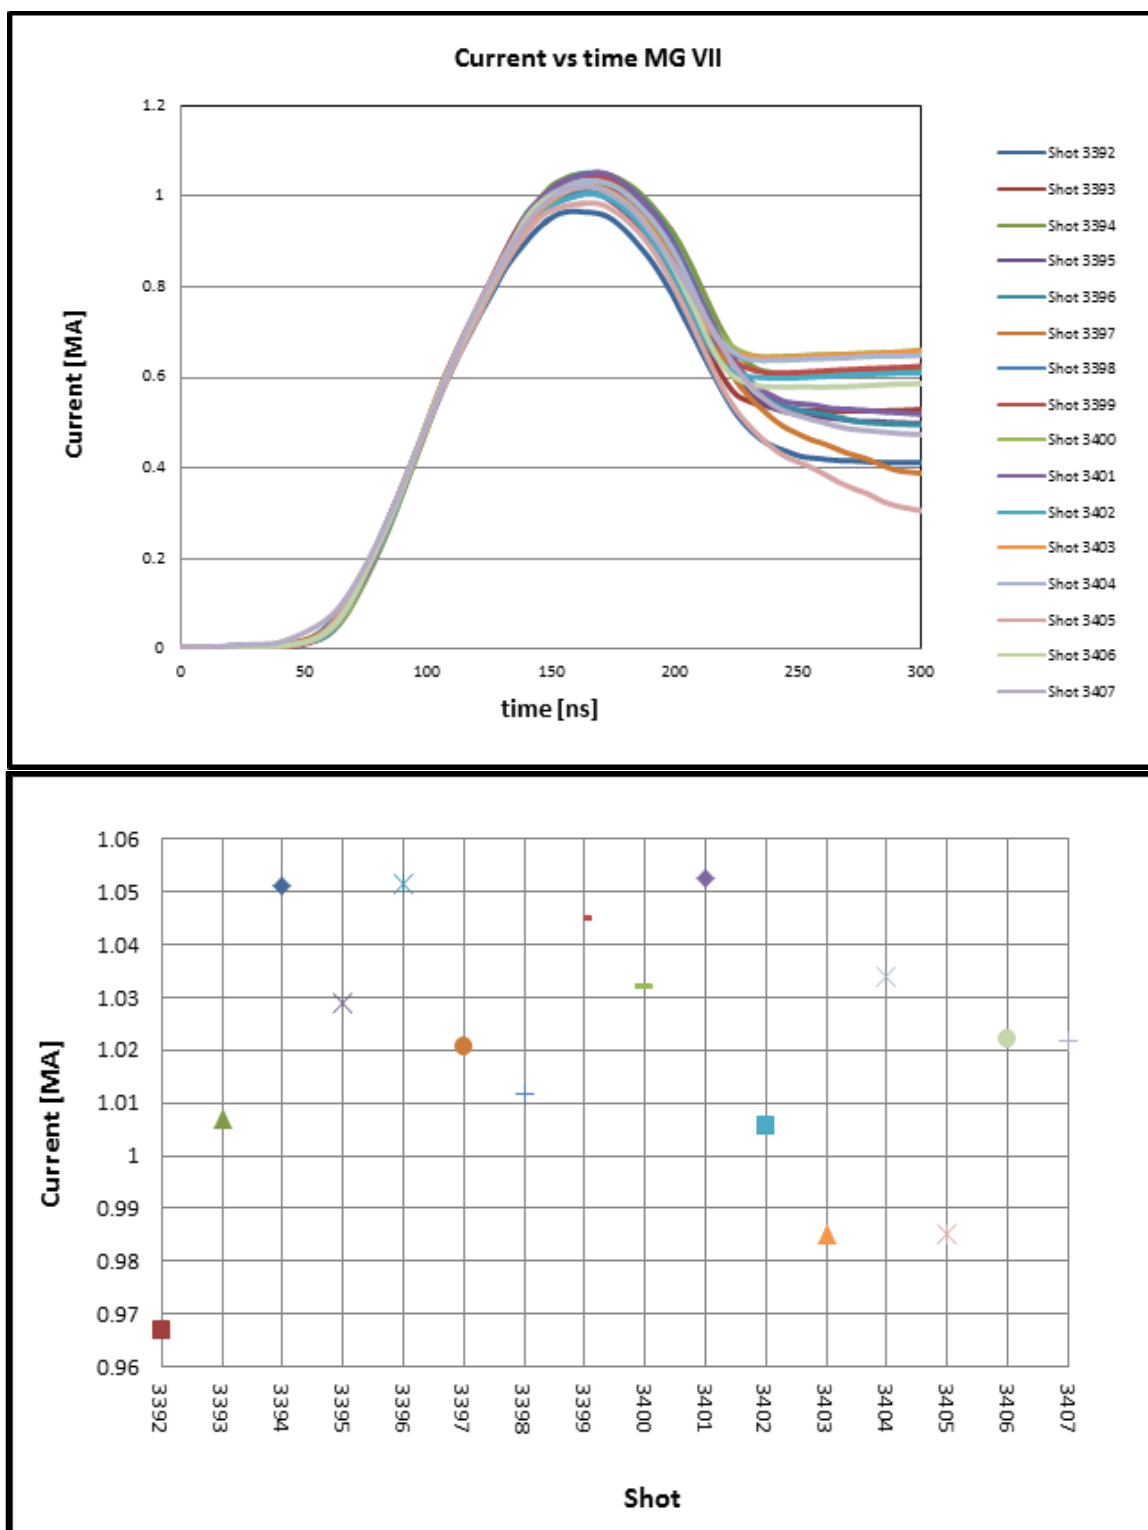 Current vs time MG VII
Current [MA]
1.2
1
0.8
0.6
0.4
0.2
0
0 50 100 150 200 250 300
time [ns]
Shot 3392
Shot 3393
Shot 3394
Shot 3395
Shot 3396
Shot 3397
Shot 3398
Shot 3399
Shot 3400
Shot 3401
Shot 3402
Shot 3403
Shot 3404
Shot 3405
Shot 3406
Shot 3407
Current [MA]
1.06
1.05
1.04
1.03
1.02
1.01
1
0.99
0.98
0.97
0.96
3392 3393 3394 3395 3396 3397 3398 3399 3400 3401 3402 3403 3404 3405 3406 3407
Shot